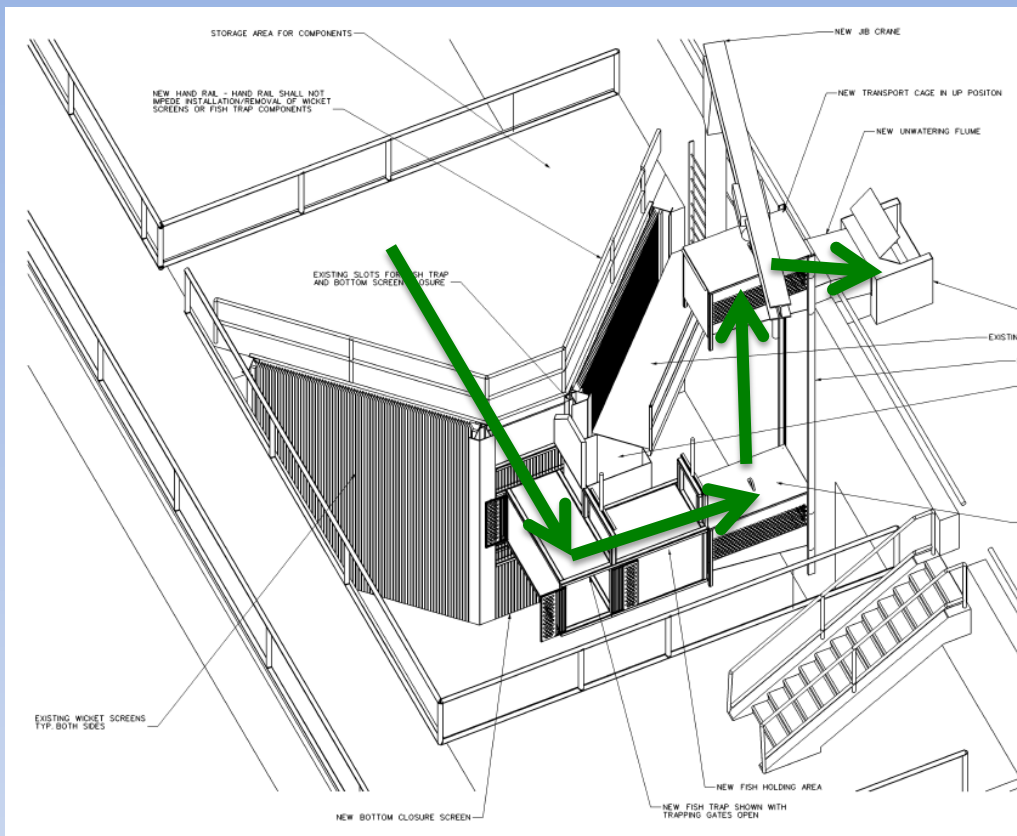 STORAGE AREA FOR COMPONENTS
NEW JIB CRANE
NEW HAND RAIL - HAND RAIL SHALL NOT
IMPEDE INSTALLATION/REMOVAL OF WICKET
SCREENS OR FISH TRAP COMPONENTS
NEW TRANSPORT CAGE IN UP POSITON
NEW UNWATERING FLUME
EXISTING SLOTS FOR FISH TRAP
AND BOTTOM SCREEN CLOSURE
EXISTIN
EXISTING WICKET SCREENS
TYP. BOTH SIDES
NEW FISH HOLDING AREA
NEW FISH TRAP SHOWN WITH
TRAPPING GATES OPEN
NEW BOTTOM CLOSURE SCREEN